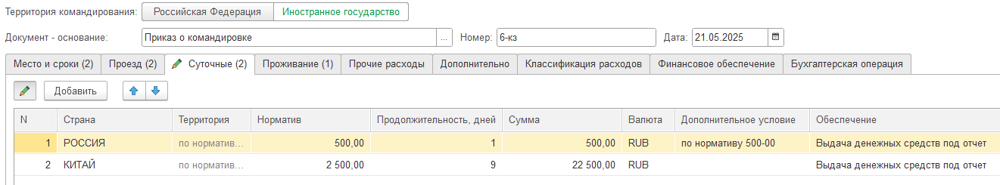 Территория командирования: Российская Федерация Иностранное государство
Документ - основание: Приказ о командировке ... Номер: 6-кз Дата: 21.05.2025
Место и сроки (2) Проезд (2) Суточные (2) Проживание (1) Прочие расходы Дополнительно Классификация расходов Финансовое обеспечение Бухгалтерская операция
Добавить
N Страна Территория Норматив Продолжительность, дней Сумма Валюта Дополнительное условие Обеспечение
1 РОССИЯ по норматив... 500,00 1 500,00 RUB по нормативу 500-00 Выдача денежных средств под отчет
2 КИТАЙ по норматив... 2 500,00 9 22 500,00 RUB Выдача денежных средств под отчет